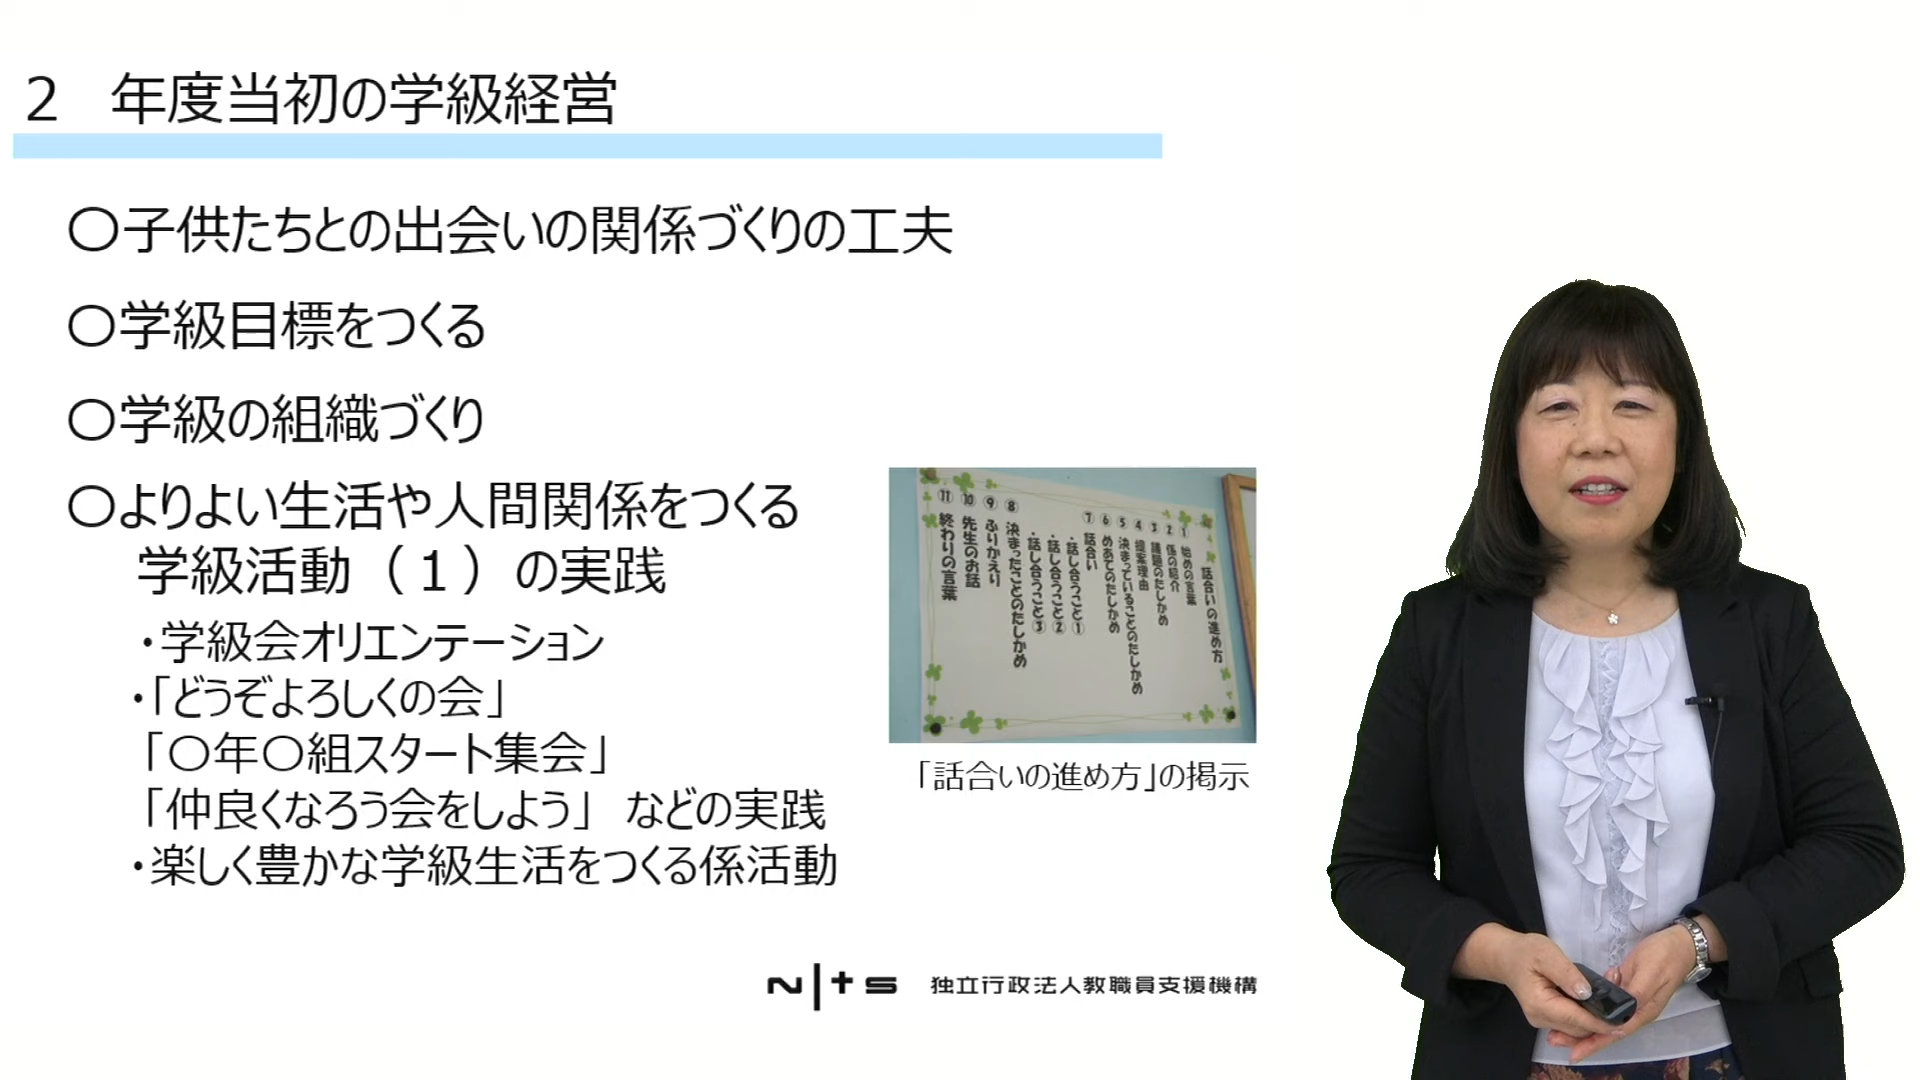 2　年度当初の学級経営
〇子供たちとの出会いの関係づくりの工夫
〇学級目標をつくる
〇学級の組織づくり
〇よりよい生活や人間関係をつくる
学級活動（１）の実践
・学級会オリエンテーション
・「どうぞよろしくの会」
「〇年〇組スタート集会」
「仲良くなろう会をしよう」 などの実践
・楽しく豊かな学級生活をつくる係活動
話合いの進め方
① 始めの言葉
② 係の紹介
③ 議題のたしかめ
④ 提案理由
⑤ 決まっていることのたしかめ
⑥ めあてのたしかめ
⑦ 話合い
・話し合うこと①
・話し合うこと②
・話し合うこと③
⑧ 決まったことのたしかめ
⑨ ふりかえり
⑩ 先生のお話
⑪ 終わりの言葉
「話合いの進め方」の掲示
NITS 独立行政法人教職員支援機構